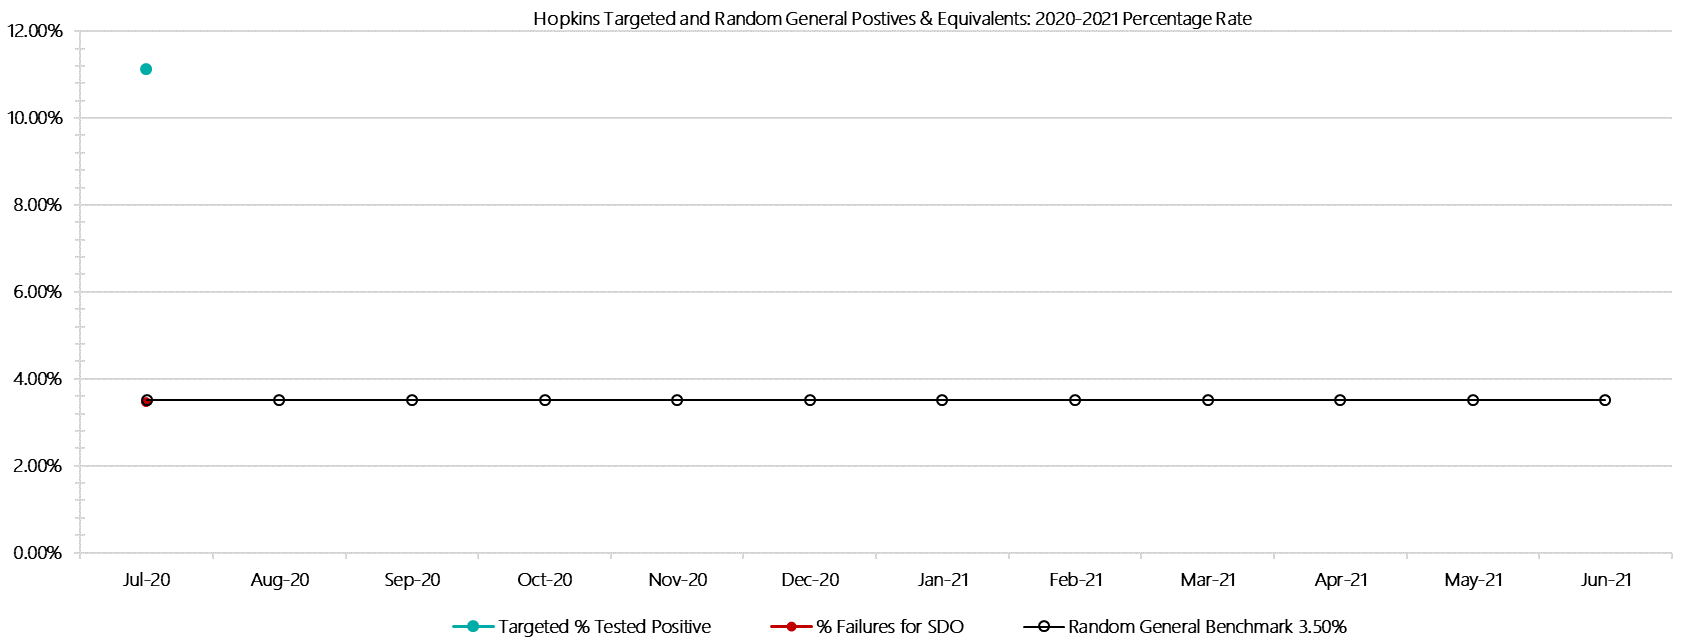 Hopkins Targeted and Random General Postives & Equivalents: 2020-2021 Percentage Rate
12.00%
10.00%
8.00%
6.00%
4.00%
2.00%
0.00%
Jul-20 Aug-20 Sep-20 Oct-20 Nov-20 Dec-20 Jan-21 Feb-21 Mar-21 Apr-21 May-21 Jun-21
Targeted % Tested Positive % Failures for SDO Random General Benchmark 3.50%